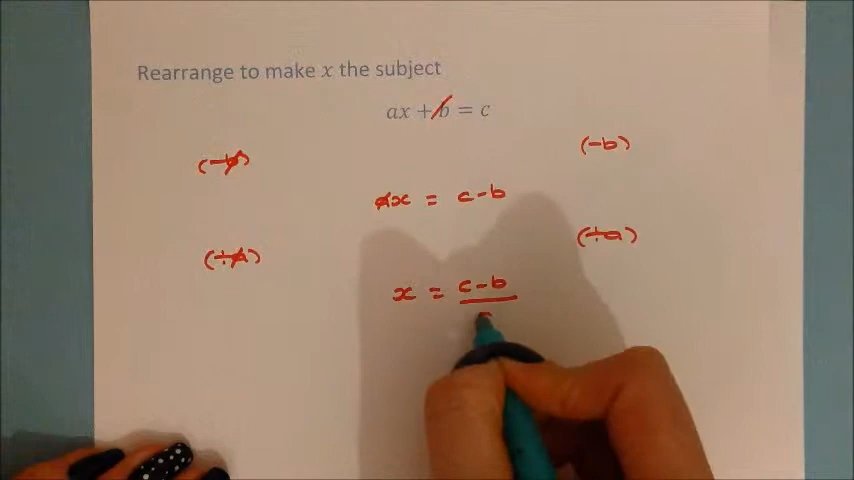 Rearrange to make x the subject
ax + b = c
(-b) (-b)
ax = c-b
(÷a) (÷a)
x = c-b